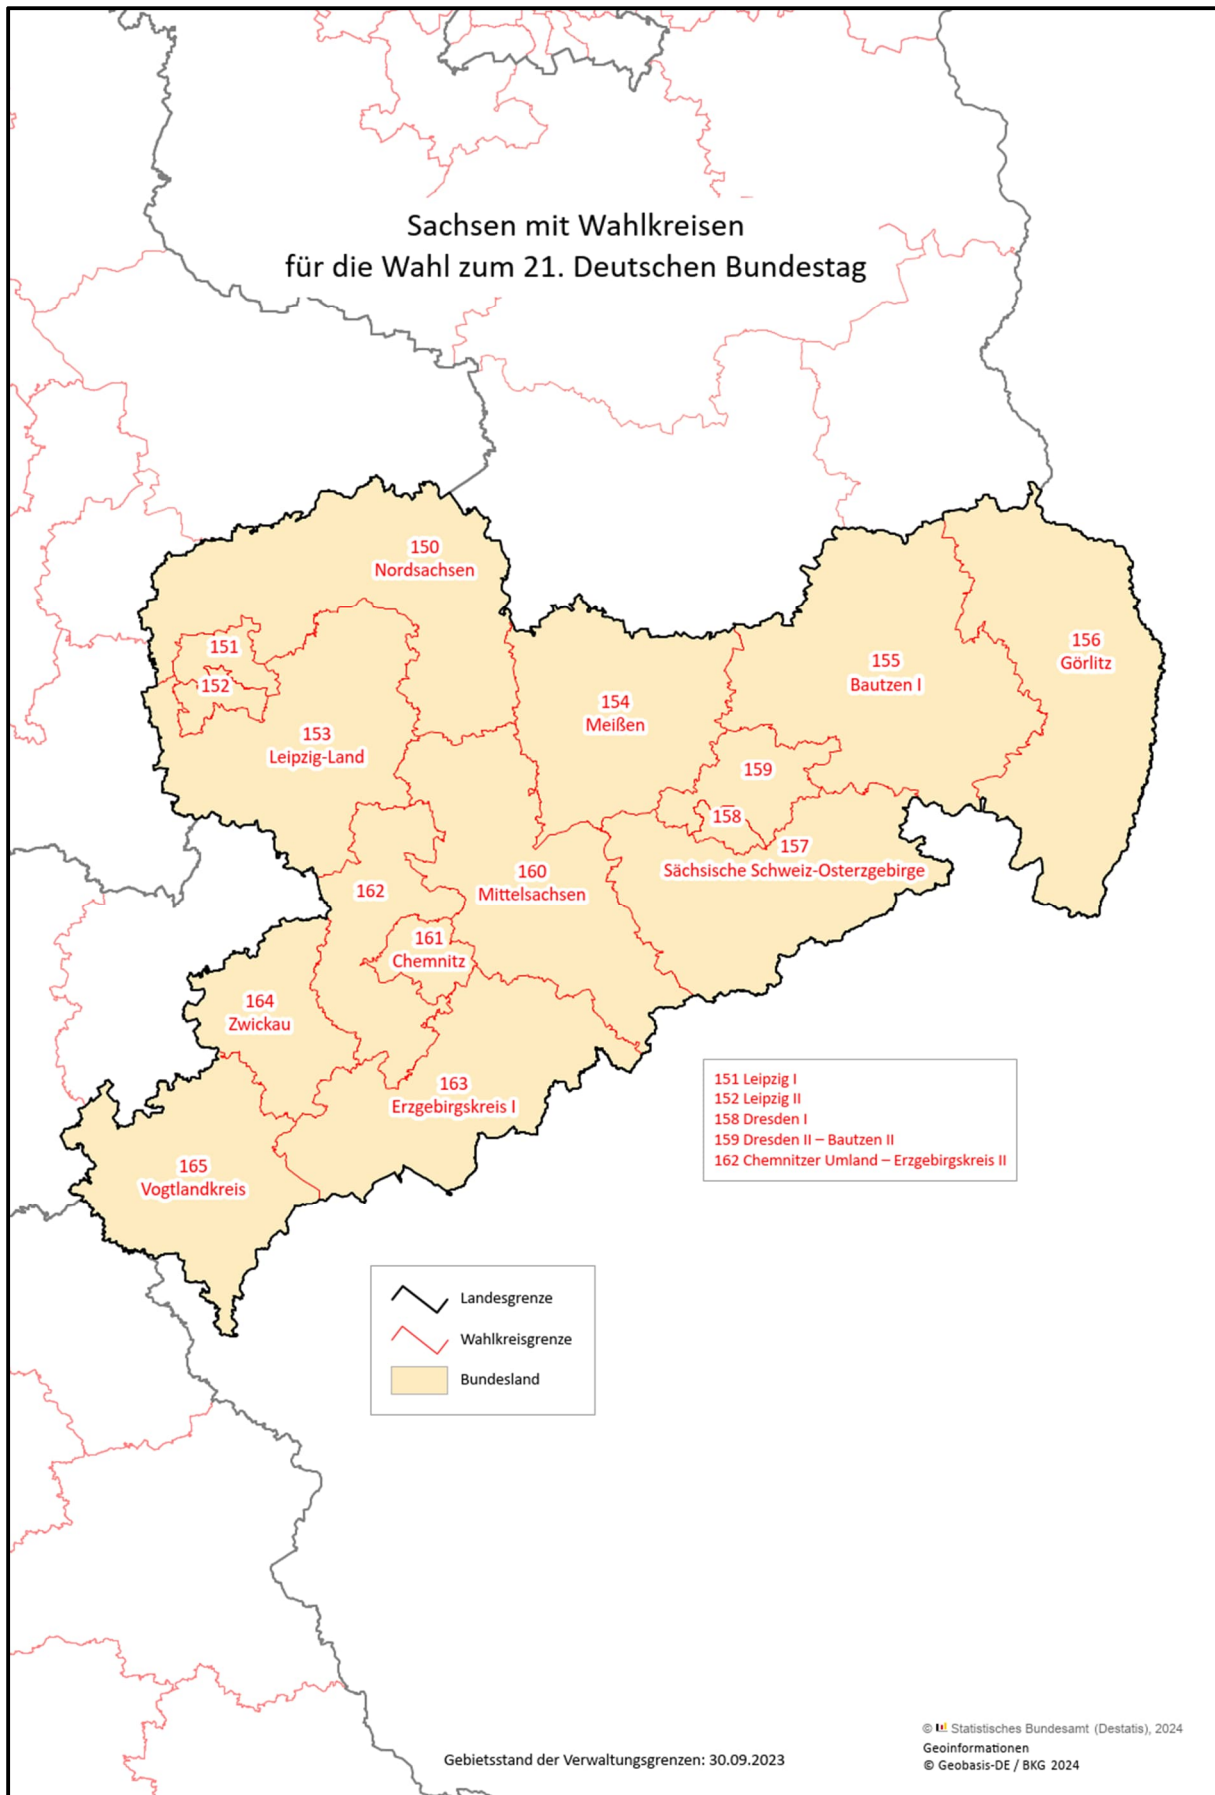 Sachsen mit Wahlkreisen
für die Wahl zum 21. Deutschen Bundestag
150
Nordsachsen
151
152
153
Leipzig-Land
154
Meißen
155
Bautzen I
156
Görlitz
159
158
157
Sächsische Schweiz-Osterzgebirge
160
Mittelsachsen
162
161
Chemnitz
164
Zwickau
163
Erzgebirgskreis I
165
Vogtlandkreis
151 Leipzig I
152 Leipzig II
158 Dresden I
159 Dresden II – Bautzen II
162 Chemnitzer Umland – Erzgebirgskreis II
Landesgrenze
Wahlkreisgrenze
Bundesland
Gebietsstand der Verwaltungsgrenzen: 30.09.2023
© Statistisches Bundesamt (Destatis), 2024
Geoinformationen
© Geobasis-DE / BKG 2024